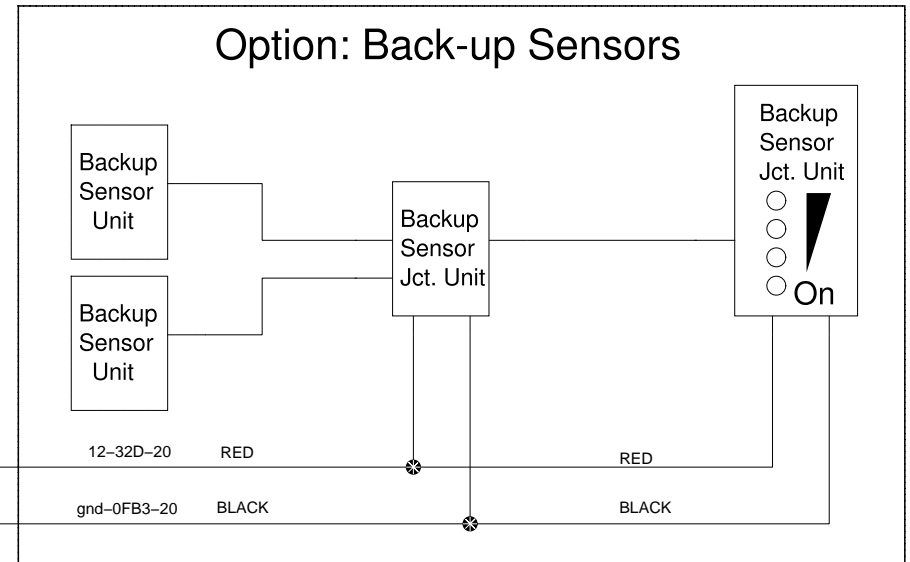 Option: Back-up Sensors
Backup
Sensor
Unit
Backup
Sensor
Unit
Backup
Sensor
Jct. Unit
Backup
Sensor
Jct. Unit
On
12-32D-20 RED
RED
gnd-0FB3-20 BLACK
BLACK